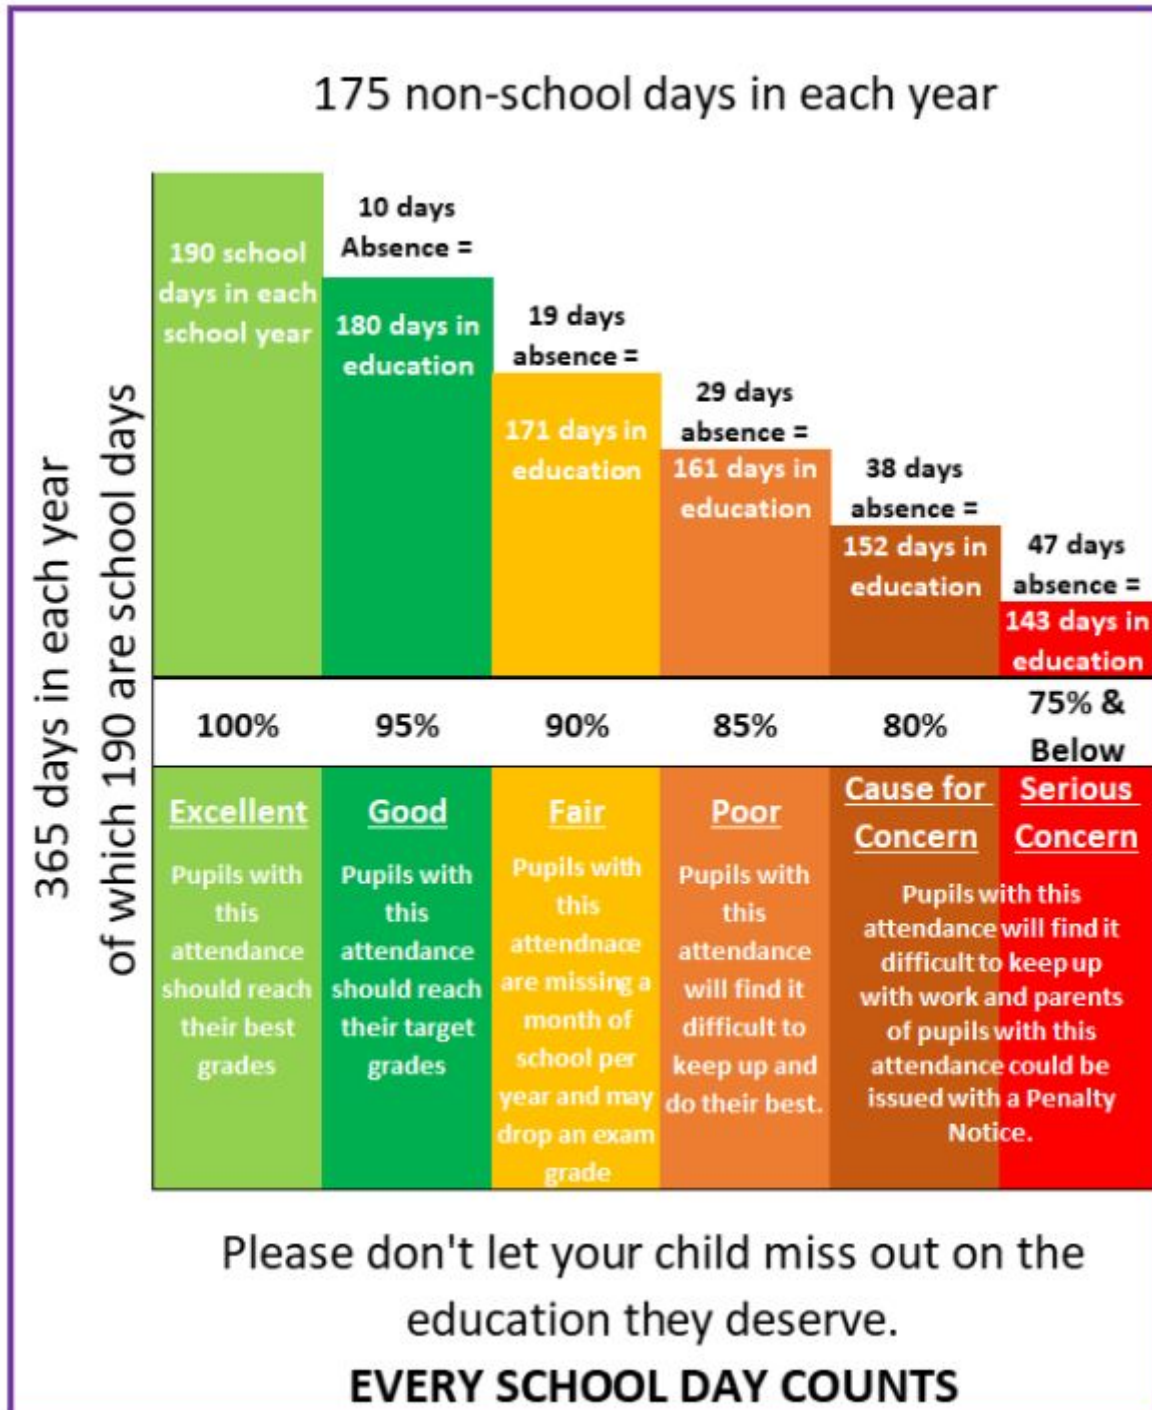 175 non-school days in each year
365 days in each year
of which 190 are school days
190 school
days in each
school year
10 days
Absence =
180 days in
education
19 days
absence =
171 days in
education
29 days
absence =
161 days in
education
38 days
absence =
152 days in
education
47 days
absence =
143 days in
education
100%
95%
90%
85%
80%
75% &
Below
Excellent
Pupils with
this
attendance
should reach
their best
grades
Good
Pupils with
this
attendance
should reach
their target
grades
Fair
Pupils with
this
attendnace
are missing a
month of
school per
year and may
drop an exam
grade
Poor
Pupils with
this
attendance
will find it
difficult to
keep up and
do their best.
Cause for
Concern
Serious
Concern
Pupils with this
attendance will find it
difficult to keep up
with work and parents
of pupils with this
attendance could be
issued with a Penalty
Notice.
Please don't let your child miss out on the
education they deserve.
EVERY SCHOOL DAY COUNTS